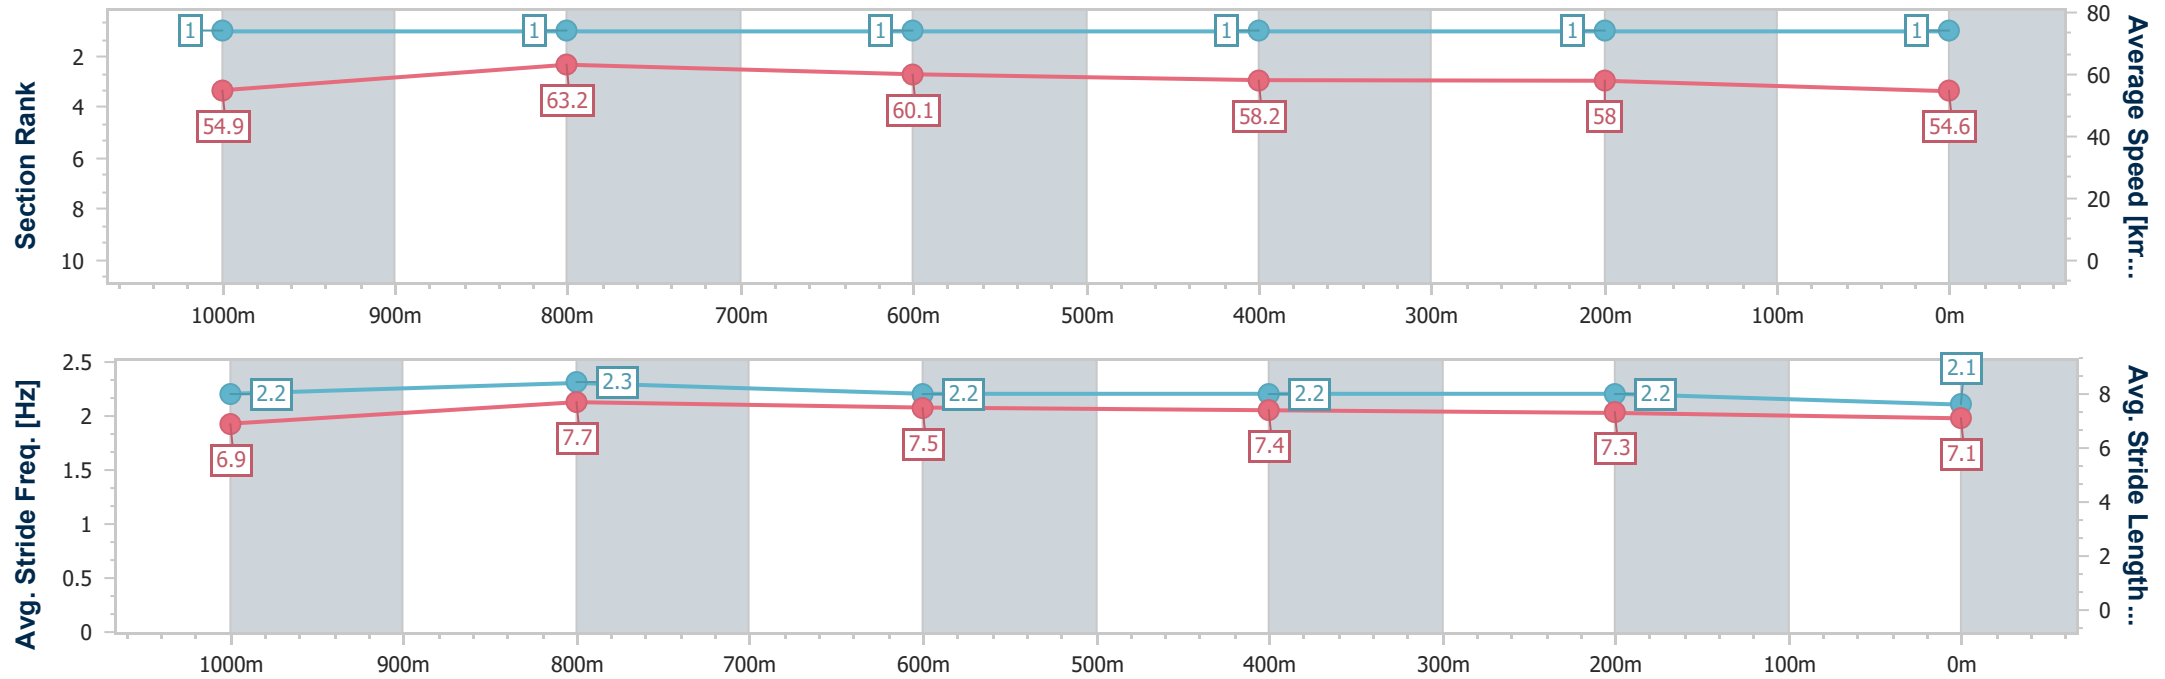 Section Rank
2
4
6
8
10
1
1
1
1
1
1
54.9
63.2
60.1
58.2
58
54.6
80
60
40
20
0
Average Speed [km...
1000m
900m
800m
700m
600m
500m
400m
300m
200m
100m
0m
Avg. Stride Freq. [Hz]
2.5
2
1.5
1
0.5
0
2.2
2.3
2.2
2.2
2.2
2.1
6.9
7.7
7.5
7.4
7.3
7.1
8
6
4
2
0
Avg. Stride Length...
1000m
900m
800m
700m
600m
500m
400m
300m
200m
100m
0m